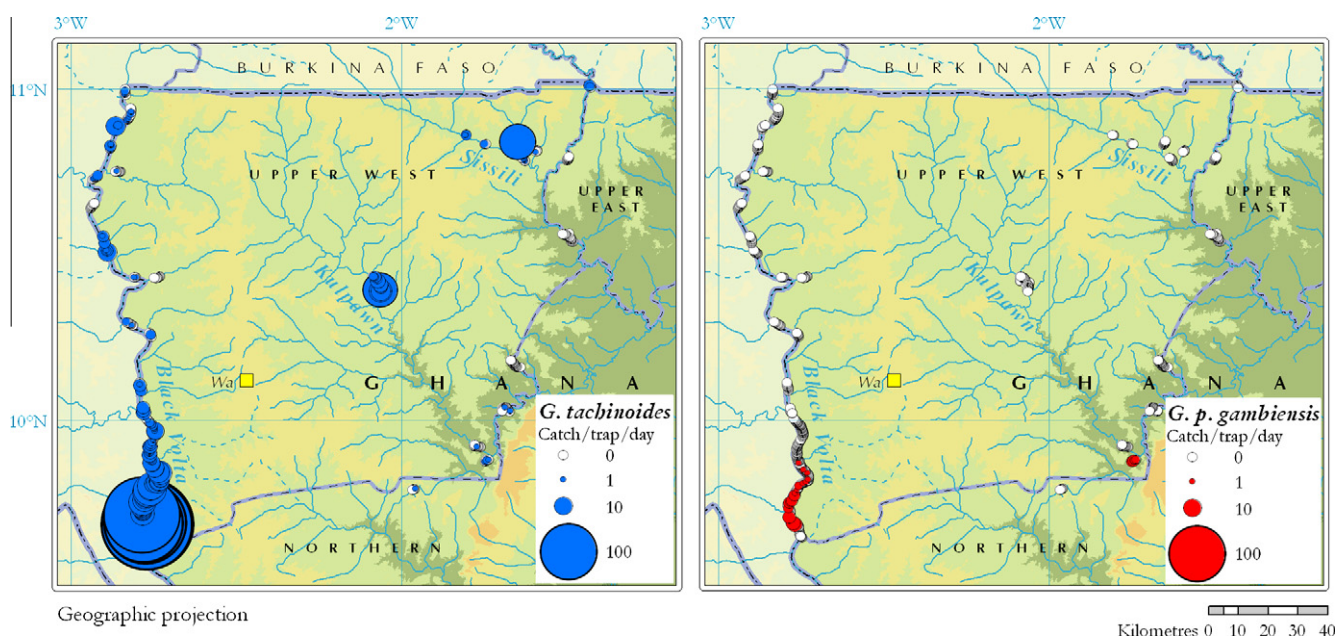 3°W 2°W
11°N
10°N
BURKINA FASO
UPPER WEST
Sissili
UPPER
EAST
Kulpawn
Wa
GHANA
Black Volta
NORTHERN
G. tachinoides
Catch/trap/day
0
1
10
100
3°W 2°W
BURKINA FASO
UPPER WEST
Sissili
UPPER
EAST
Kulpawn
Wa
GHANA
Black Volta
NORTHERN
G. p. gambiensis
Catch/trap/day
0
1
10
100
Geographic projection
Kilometres 0 10 20 30 40